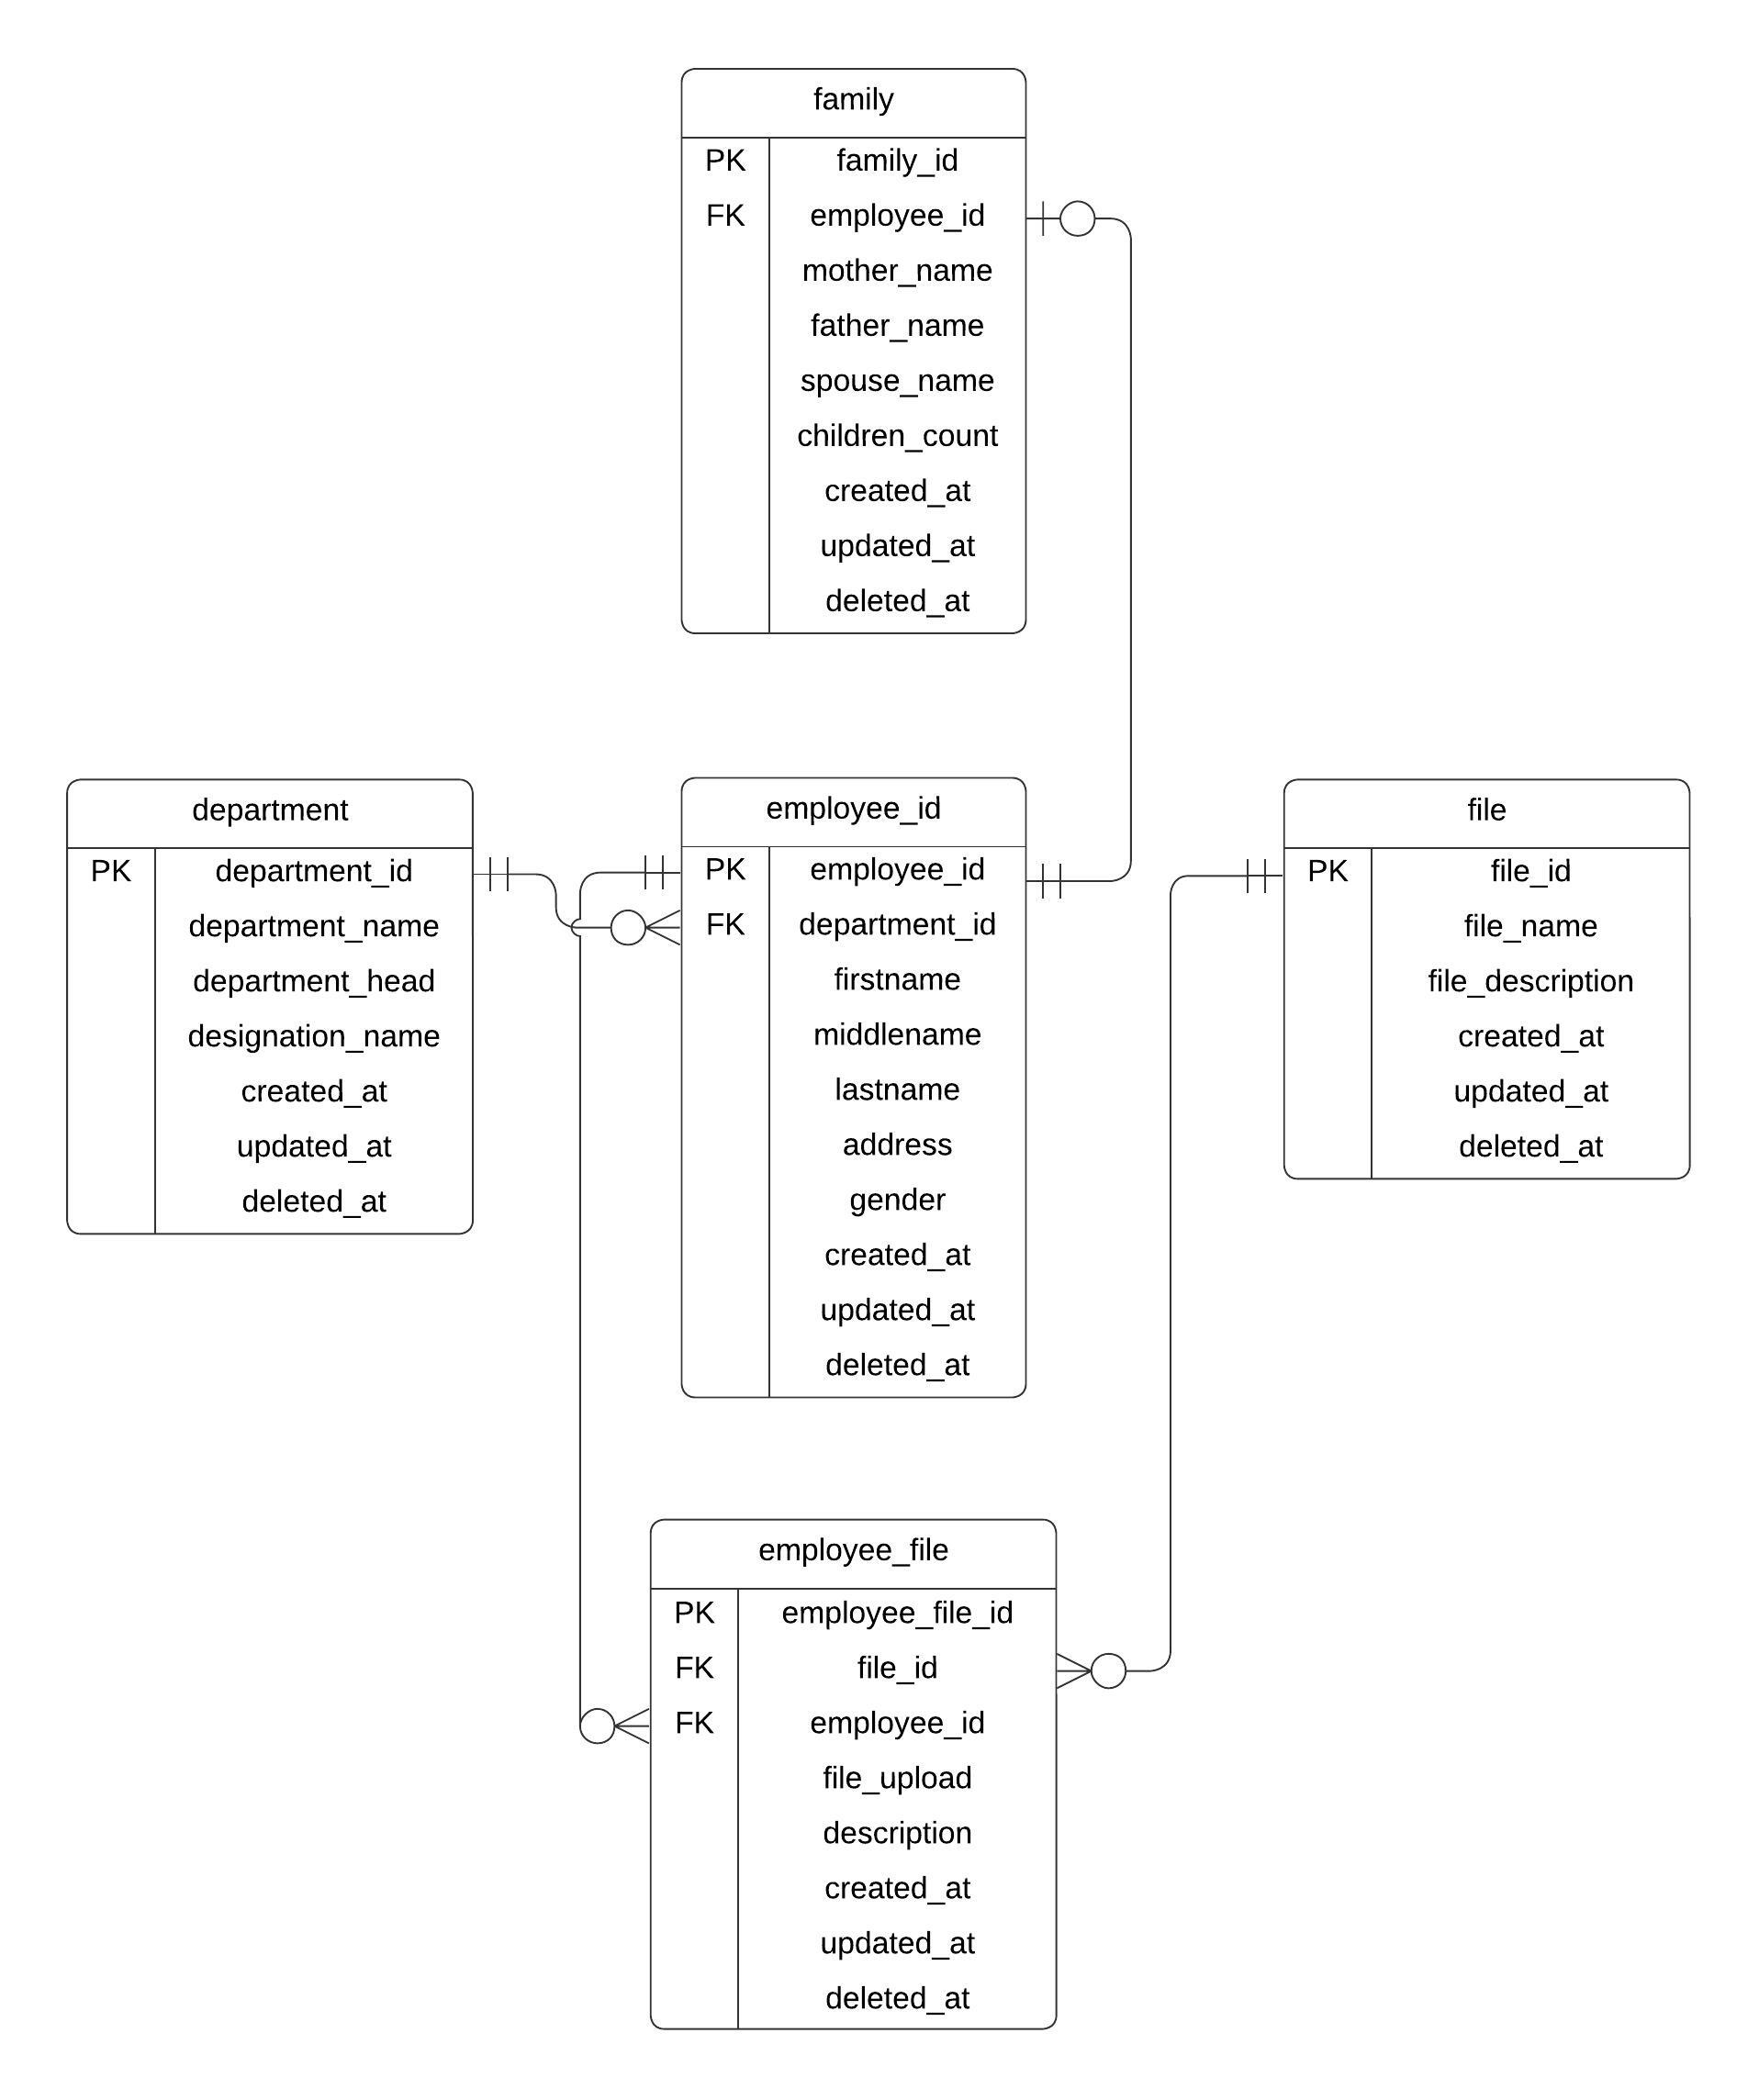 family
PK family_id
FK employee_id
mother_name
father_name
spouse_name
children_count
created_at
updated_at
deleted_at
department
PK department_id
department_name
department_head
designation_name
created_at
updated_at
deleted_at
employee_id
PK employee_id
FK department_id
firstname
middlename
lastname
address
gender
created_at
updated_at
deleted_at
file
PK file_id
file_name
file_description
created_at
updated_at
deleted_at
employee_file
PK employee_file_id
FK file_id
FK employee_id
file_upload
description
created_at
updated_at
deleted_at